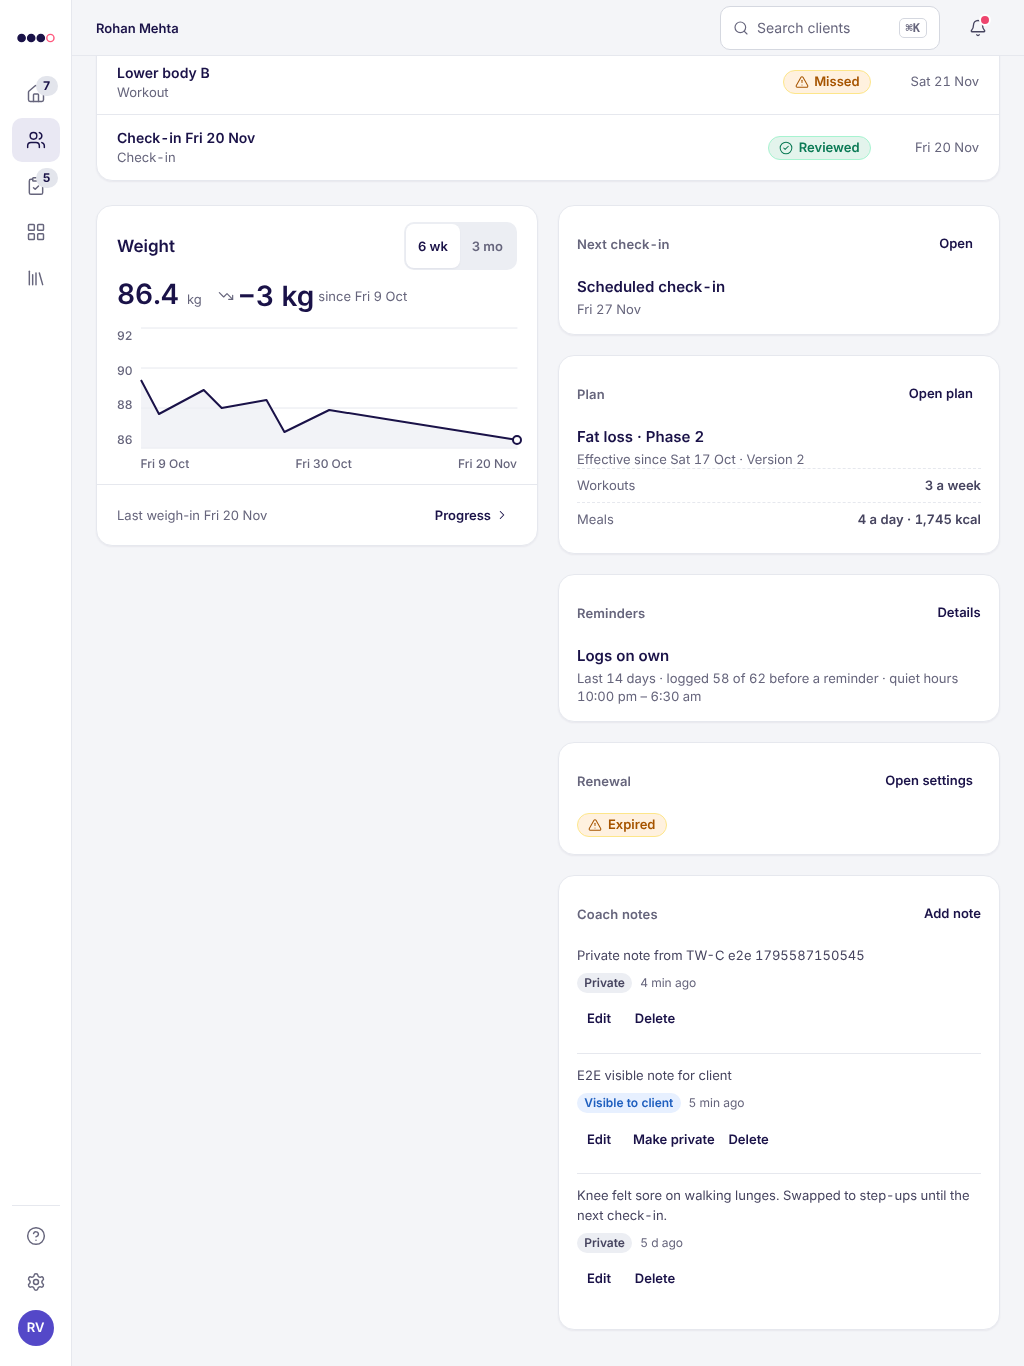 Rohan Mehta
Search clients
⌘K
7
5
Lower body B
Workout
Missed
Sat 21 Nov
Check-in Fri 20 Nov
Check-in
Reviewed
Fri 20 Nov
Weight
6 wk
3 mo
86.4 kg
−3 kg since Fri 9 Oct
92
90
88
86
Fri 9 Oct
Fri 30 Oct
Fri 20 Nov
Last weigh-in Fri 20 Nov
Progress
Next check-in
Open
Scheduled check-in
Fri 27 Nov
Plan
Open plan
Fat loss · Phase 2
Effective since Sat 17 Oct · Version 2
Workouts
3 a week
Meals
4 a day · 1,745 kcal
Reminders
Details
Logs on own
Last 14 days · logged 58 of 62 before a reminder · quiet hours
10:00 pm – 6:30 am
Renewal
Open settings
Expired
Coach notes
Add note
Private note from TW-C e2e 1795587150545
Private
4 min ago
Edit
Delete
E2E visible note for client
Visible to client
5 min ago
Edit
Make private
Delete
Knee felt sore on walking lunges. Swapped to step-ups until the
next check-in.
Private
5 d ago
Edit
Delete
RV